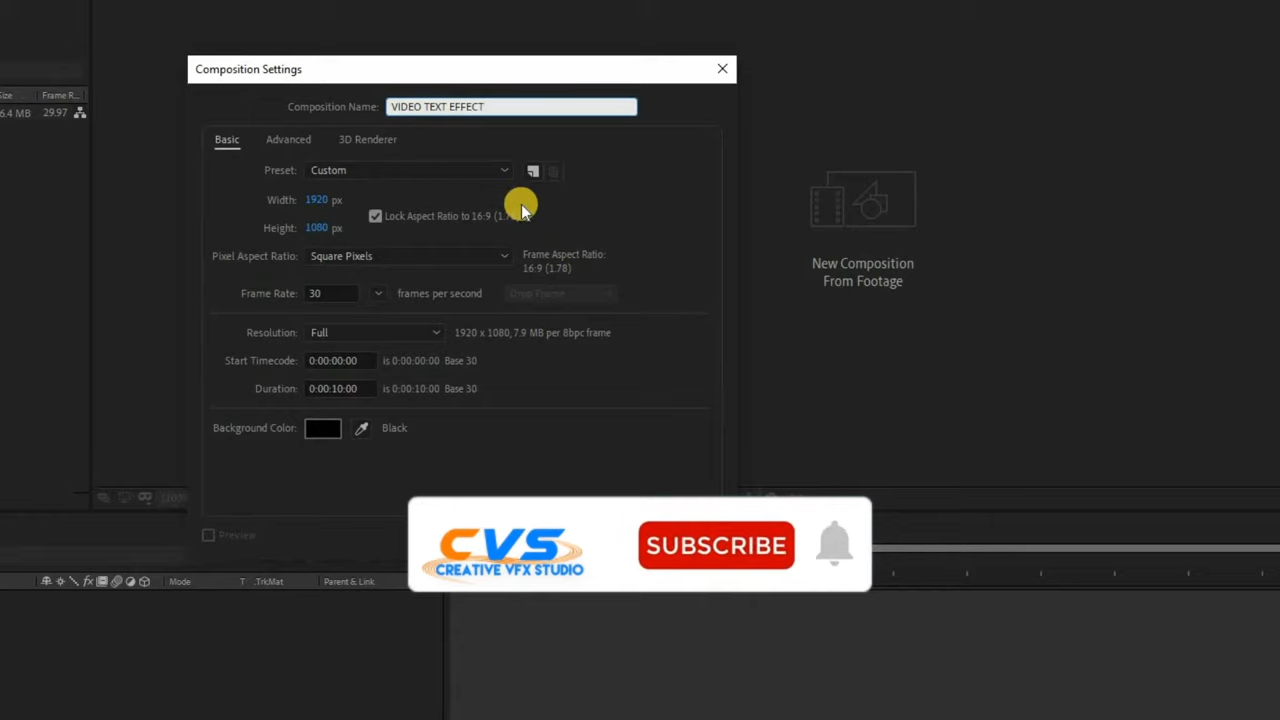 Composition Settings
Size
Frame R...
6.4 MB
29.97
Composition Name: VIDEO TEXT EFFECT
Basic
Advanced
3D Renderer
Preset: Custom
Width: 1920 px
Lock Aspect Ratio to 16:9 (1.7
Height: 1080 px
Pixel Aspect Ratio: Square Pixels
Frame Aspect Ratio:
16:9 (1.78)
Frame Rate: 30 frames per second Drop Frame
Resolution: Full 1920 x 1080, 7.9 MB per 8bpc frame
Start Timecode: 0:00:00:00 is 0:00:00:00 Base 30
Duration: 0:00:10:00 is 0:00:10:00 Base 30
Background Color: Black
Preview
New Composition
From Footage
CVS
CREATIVE VFX STUDIO
SUBSCRIBE
Mode
T .TrkMat
Parent & Link